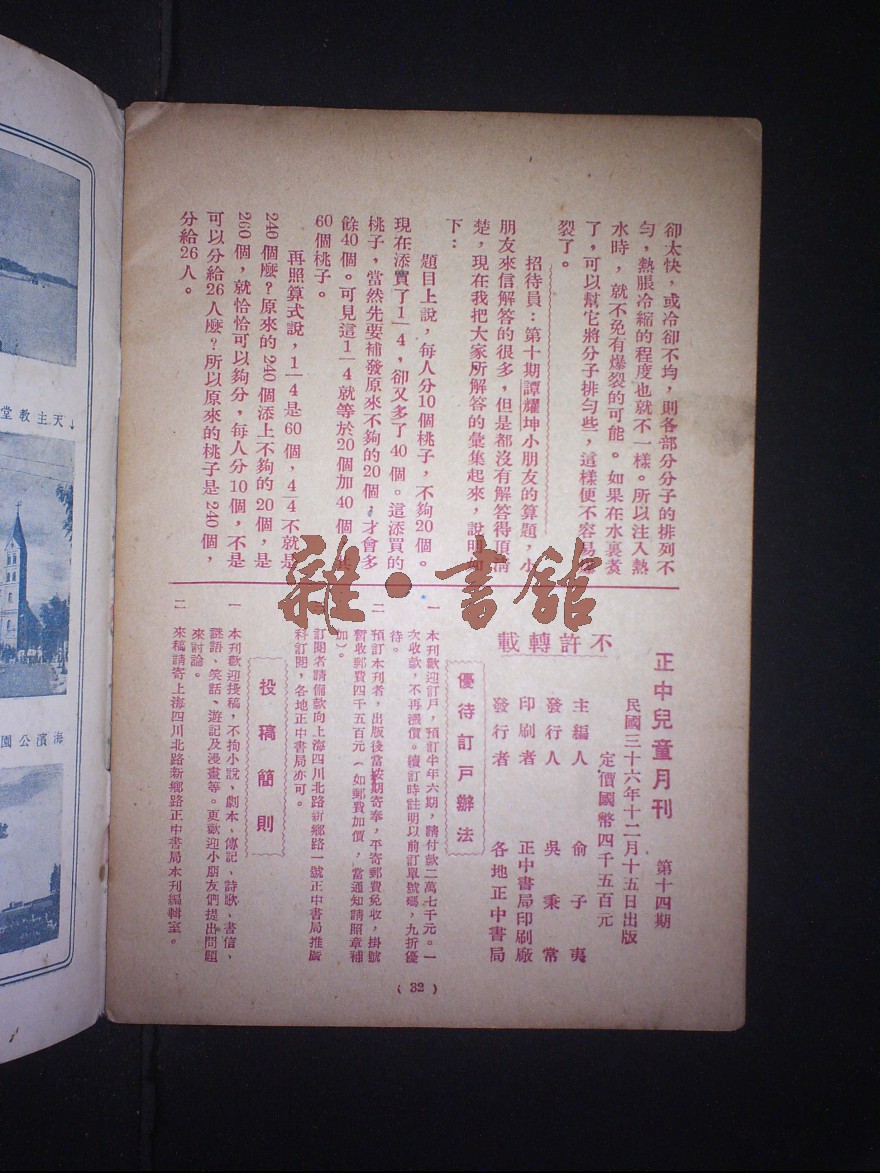 卻太快，或冷卻不均，則各部分分子的排列不
勻，熱脹冷縮的程度也就不一樣。所以注入熱
水時，就不免有爆裂的可能。如果在水裏煑
了，可以幫它將分子排勻些，這樣便不容易爆
裂了。
招待員：第十期譚耀坤小朋友的算題，小
朋友來信解答的很多，但是都沒有解答得頂清
楚，現在我把大家所解答的彙集起來，說明如
下：
題目上說，每人分10個桃子，不夠20個。
現在添買了1—4，卻又多了40個。這添買的
桃子，當然先要補發原來不夠的20個，才會多
餘40個。可見這1—4就等於20個加40個共
60個桃子。
再照算式說，1—4是60個，4—4不就是
240個麼？原來的240個添上不夠的20個，是
260個，就恰恰可以夠分，每人分10個，不是
可以分給26人麼？所以原來的桃子是240個，
分給26人。
正中兒童月刊 第十四期
民國三十六年十二月十五日出版
定價國幣四千五百元
主編人 俞子夷
發行人 吳秉常
印刷者 正中書局印刷廠
發行者 各地正中書局
不許轉載
優待訂戶辦法
一 本刊歡迎訂戶，預訂半年六期，請付款二萬七千元。一
次收款，不再漲價。續訂時註明以前訂單號碼，九折優
待。
二 預訂本刊者，出版後當按期寄奉，平寄郵費免收，掛號
暫收郵費四千五百元（如郵費加價，當通知請照章補
加）。
訂閱者請備款向上海四川北路新鄉路一號正中書局推廣
科訂閱，各地正中書局亦可。
投稿簡則
一 本刊歡迎投稿，不拘小說、劇本、傳記、詩歌、書信、
謎語、笑話、遊記及漫畫等。更歡迎小朋友們提出問題
來討論。
二 來稿請寄上海四川北路新鄉路正中書局本刊編輯室。
（32）
天主教堂
海濱公園
雜·書館